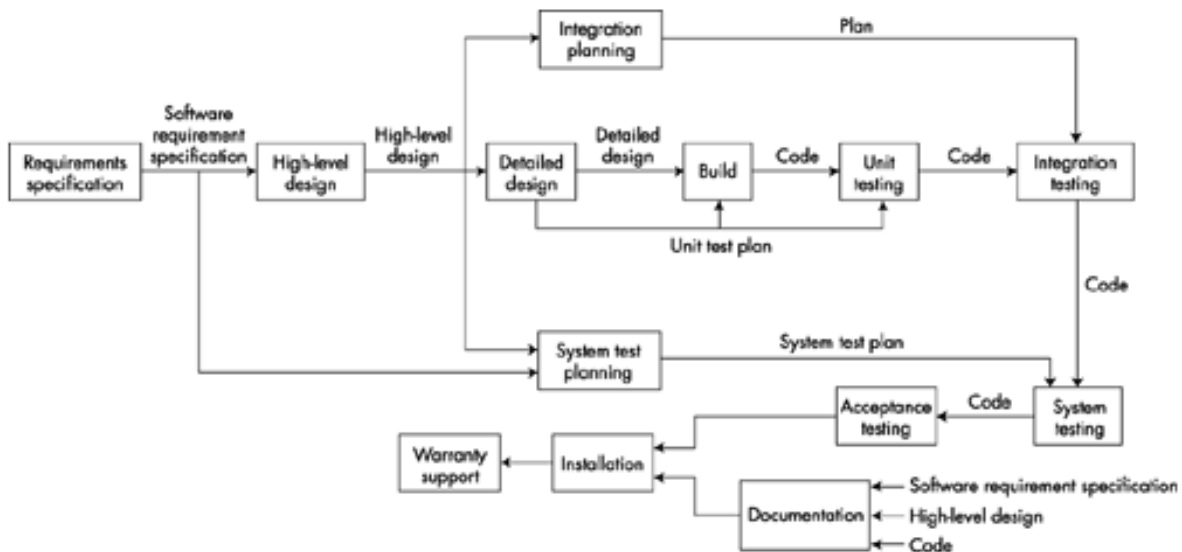 Integration
planning
Plan
Software
requirement
specification
High-level
design
Detailed
design
Requirements
specification
High-level
design
Detailed
design
Build
Code
Unit
testing
Code
Integration
testing
Unit test plan
Code
System test
planning
System test plan
Acceptance
testing
Code
System
testing
Warranty
support
Installation
Documentation
Software requirement specification
High-level design
Code